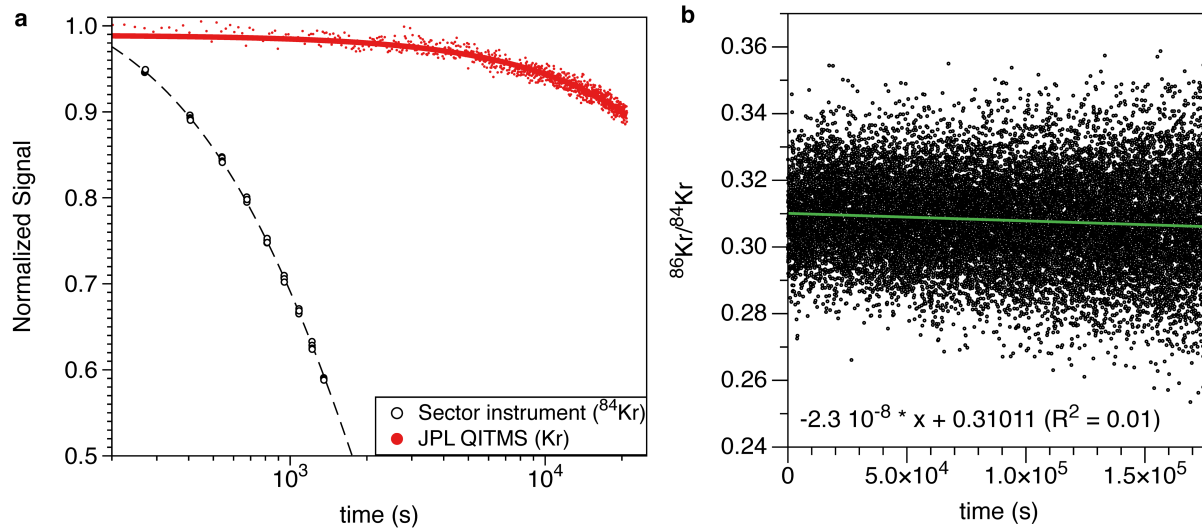 a
1.0
0.9
0.8
0.7
0.6
0.5
Normalized Signal
10³
10⁴
time (s)
Sector instrument (⁸⁴Kr)
JPL QITMS (Kr)
b
0.36
0.34
0.32
0.30
0.28
0.26
0.24
⁸⁶Kr/⁸⁴Kr
-2.3 10⁻⁸ * x + 0.31011 (R² = 0.01)
0
5.0×10⁴
1.0×10⁵
1.5×10⁵
time (s)